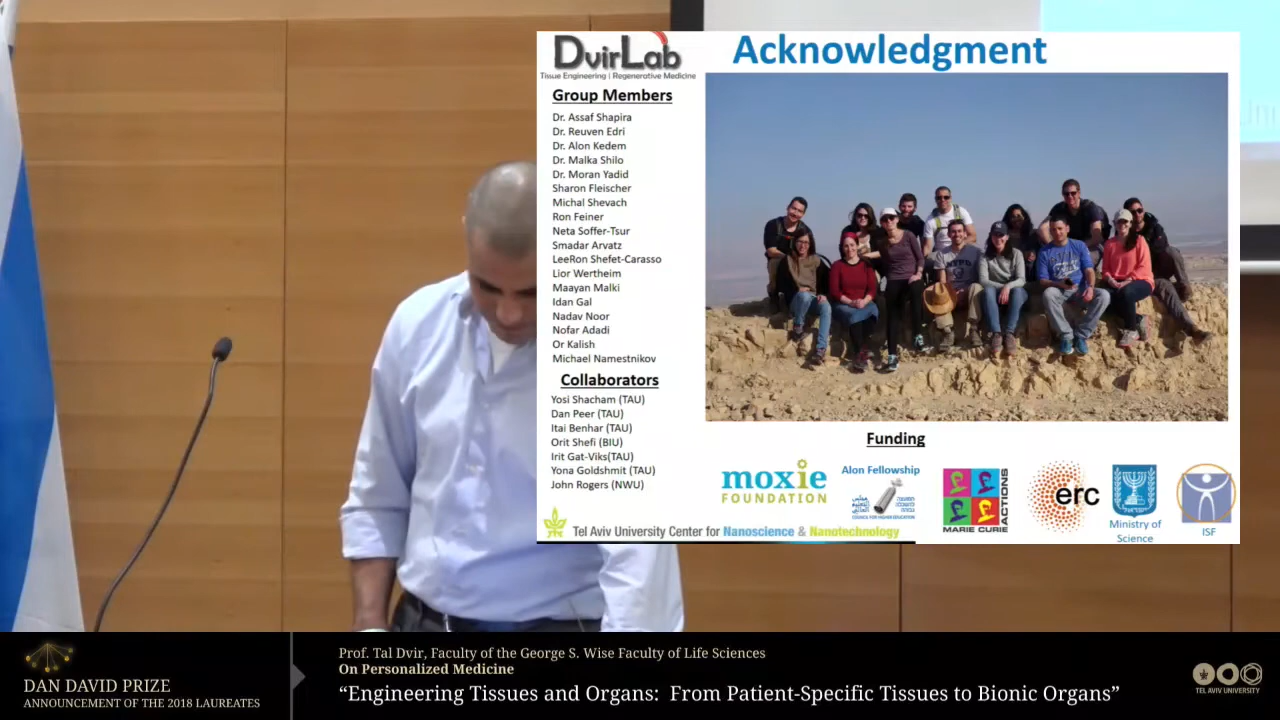 DvirLab
Tissue Engineering | Regenerative Medicine
Acknowledgment
Group Members
Dr. Assaf Shapira
Dr. Reuven Edri
Dr. Alon Kedem
Dr. Malka Shilo
Dr. Moran Yadid
Sharon Fleischer
Michal Shevach
Ron Feiner
Neta Soffer-Tsur
Smadar Arvatz
LeeRon Shefet-Carasso
Lior Wertheim
Maayan Malki
Idan Gal
Nadav Noor
Nofar Adadi
Or Kalish
Michael Namestnikov
Collaborators
Yosi Shacham (TAU)
Dan Peer (TAU)
Itai Benhar (TAU)
Orit Shefi (BIU)
Irit Gat-Viks(TAU)
Yona Goldshmit (TAU)
John Rogers (NWU)
Funding
moxie
FOUNDATION
Alon Fellowship
COUNCIL FOR HIGHER EDUCATION
MARIE CURIE
ACTIONS
erc
Ministry of
Science
ISF
Tel Aviv University Center for Nanoscience & Nanotechnology
DAN DAVID PRIZE
ANNOUNCEMENT OF THE 2018 LAUREATES
Prof. Tal Dvir, Faculty of the George S. Wise Faculty of Life Sciences
On Personalized Medicine
“Engineering Tissues and Organs: From Patient-Specific Tissues to Bionic Organs”
TEL AVIV UNIVERSITY